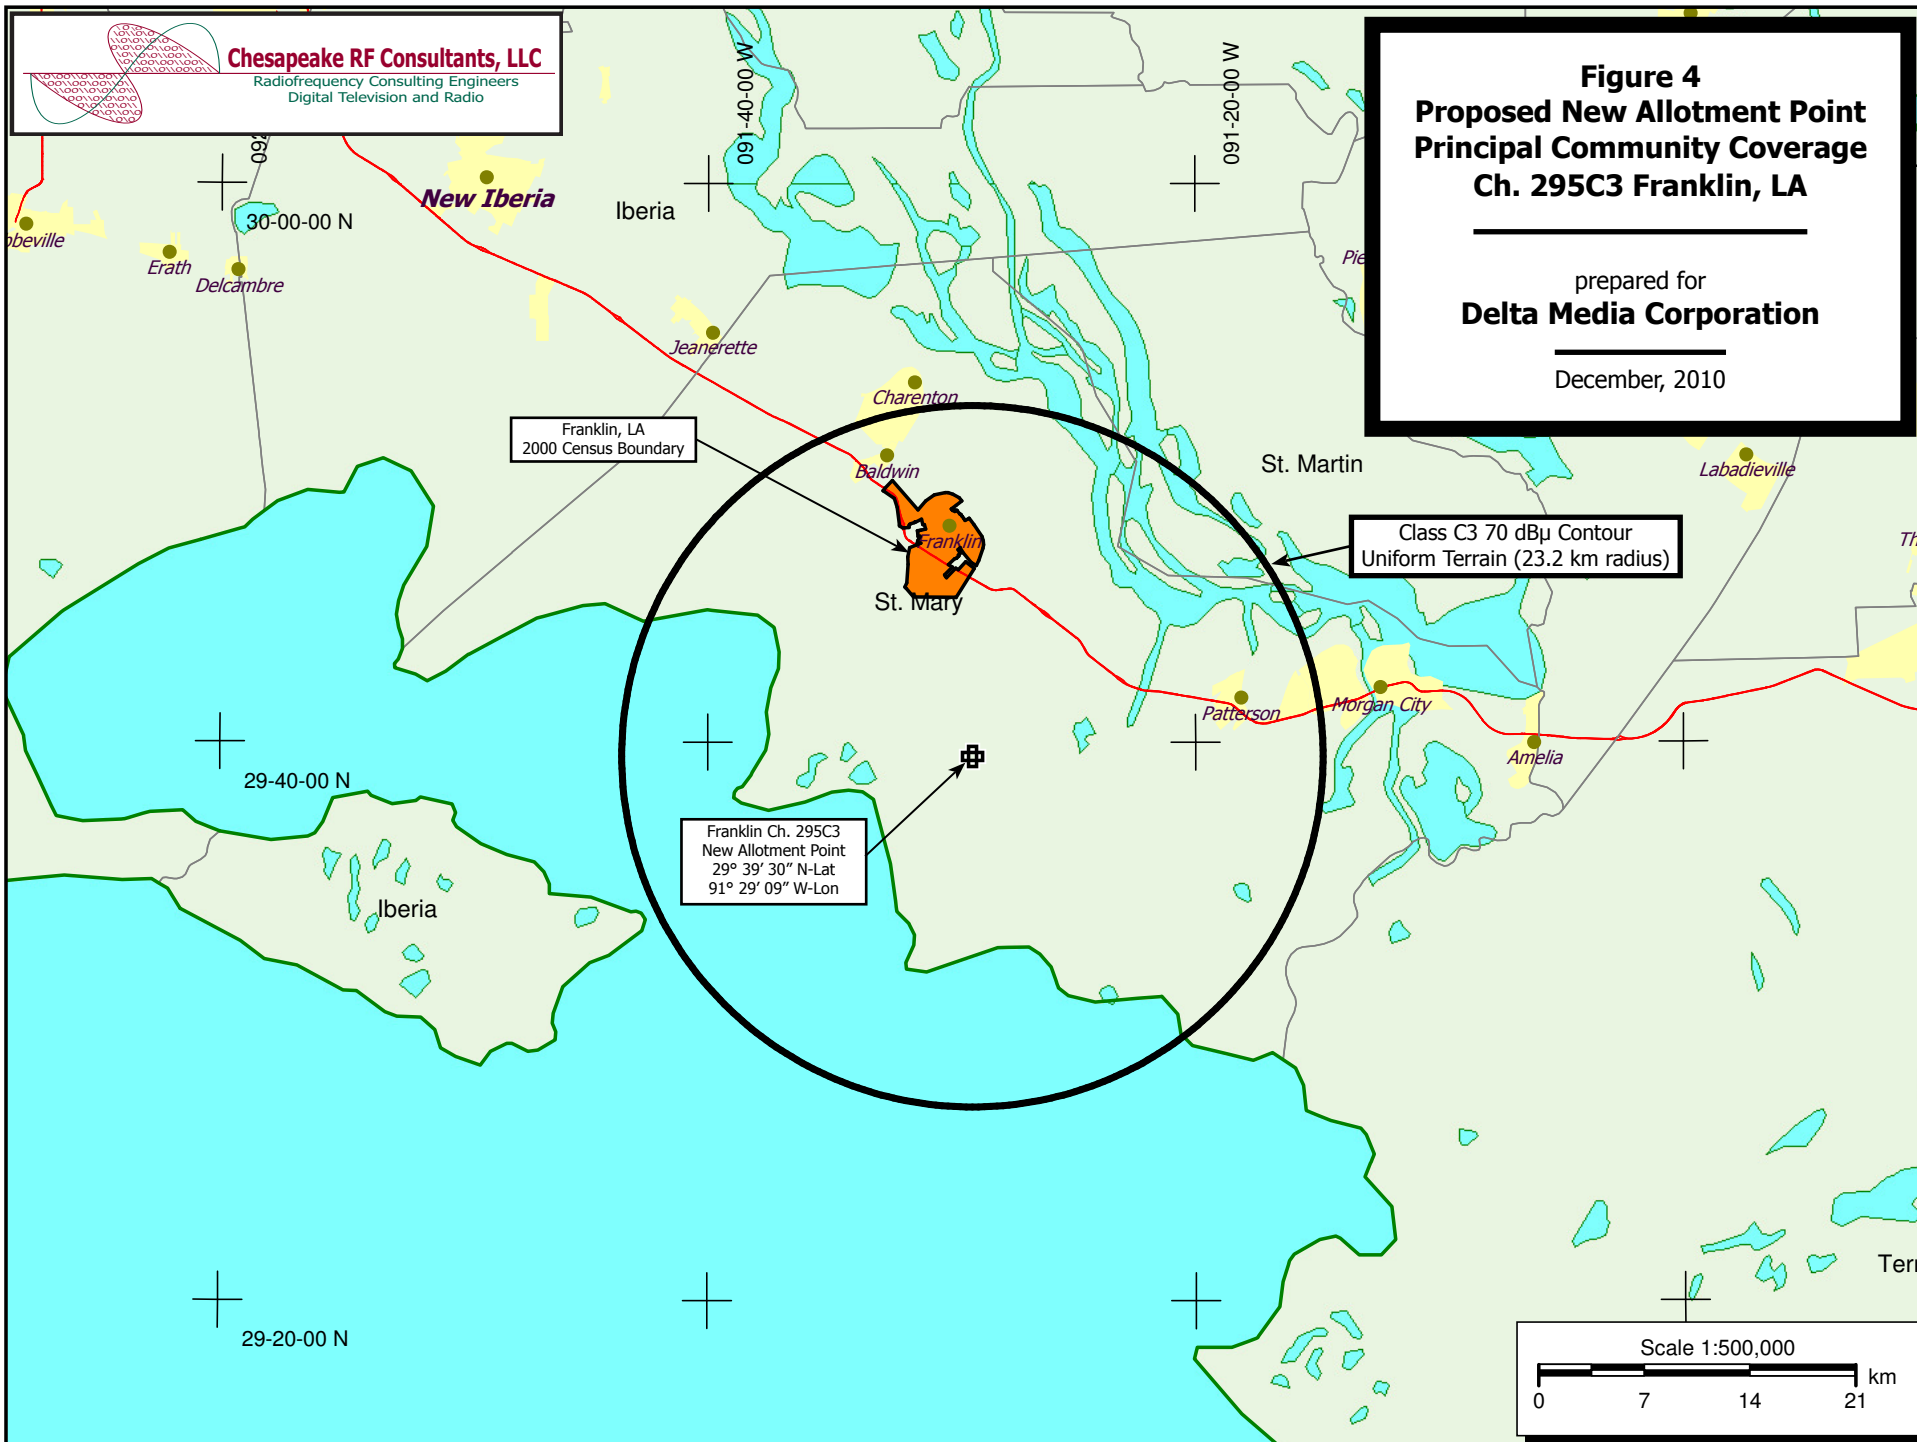 Chesapeake RF Consultants, LLC
Radiofrequency Consulting Engineers
Digital Television and Radio
Figure 4
Proposed New Allotment Point
Principal Community Coverage
Ch. 295C3 Franklin, LA
prepared for
Delta Media Corporation
December, 2010
091-40-00 W
091-20-00 W
30-00-00 N
New Iberia
Iberia
Erath
Delcambre
Jeanerette
Charenton
Franklin, LA
2000 Census Boundary
Baldwin
St. Martin
Labadieville
Class C3 70 dBµ Contour
Uniform Terrain (23.2 km radius)
Franklin
St. Mary
Patterson
Morgan City
Amelia
29-40-00 N
Franklin Ch. 295C3
New Allotment Point
29° 39′ 30″ N-Lat
91° 29′ 09″ W-Lon
Iberia
29-20-00 N
Scale 1:500,000
km
0 7 14 21